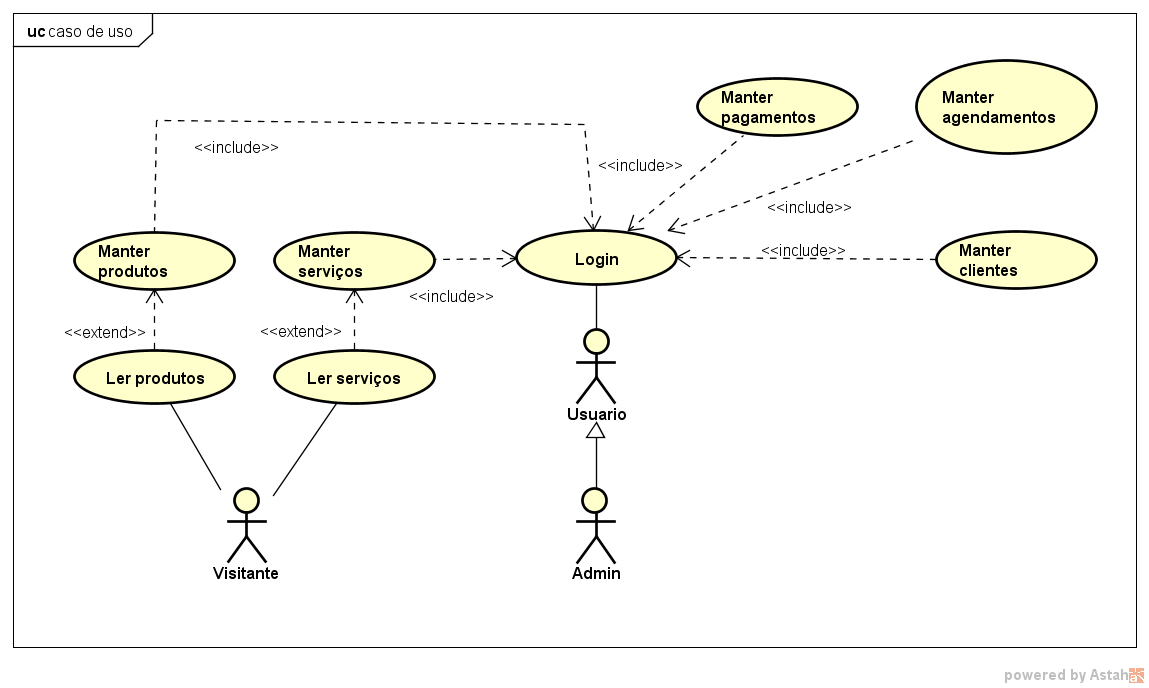 uc caso de uso
Manter
pagamentos
Manter
agendamentos
<<include>>
<<include>>
<<include>>
Manter
produtos
Manter
serviços
Login
<<include>>
Manter
clientes
<<include>>
<<extend>>
<<extend>>
Ler produtos
Ler serviços
Usuario
Visitante
Admin
powered by Astah